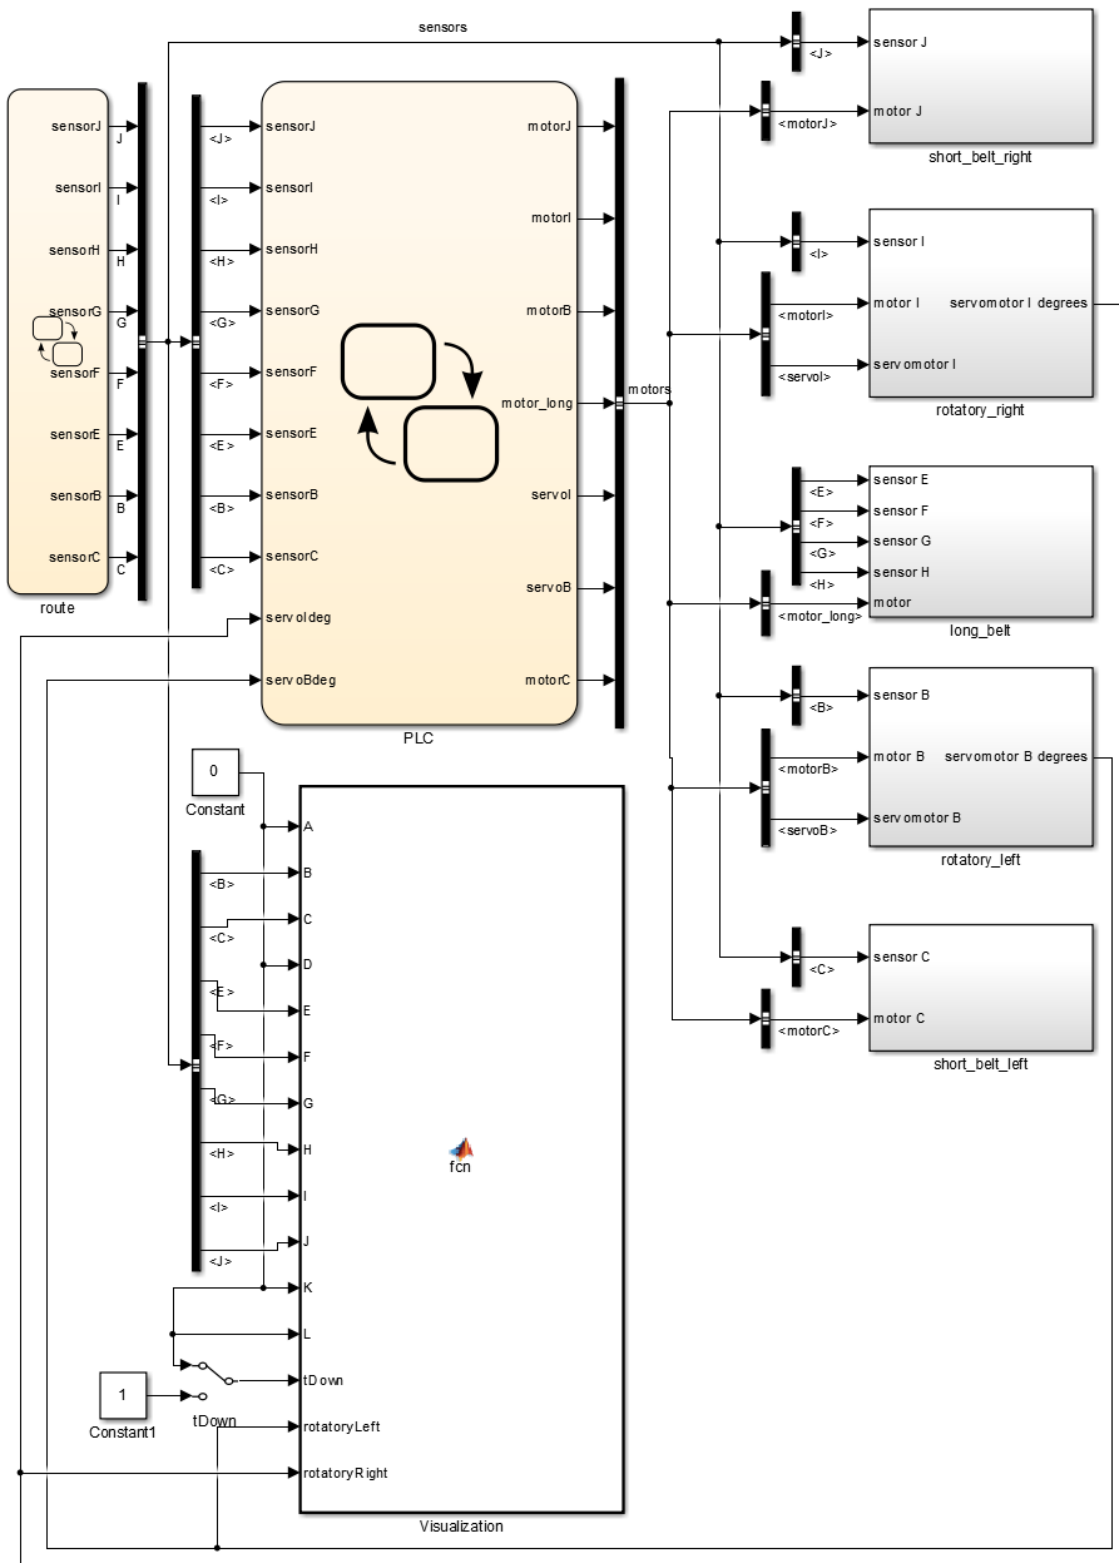 sensors
sensorJ
J
sensorI
I
sensorH
H
sensorG
G
sensorF
F
sensorE
E
sensorB
B
sensorC
C
route
<J>
<I>
<H>
<G>
<F>
<E>
<B>
<C>
sensorJ
sensorI
sensorH
sensorG
sensorF
sensorE
sensorB
sensorC
servoIdeg
servoBdeg
motorJ
motorI
motorB
motor_long
servoI
servoB
motorC
PLC
motors
<J>
<motorJ>
sensor J
motor J
short_belt_right
<I>
<motorI>
<servoI>
sensor I
motor I
servomotor I
servomotor I degrees
rotatory_right
<E>
<F>
<G>
<H>
<motor_long>
sensor E
sensor F
sensor G
sensor H
motor
long_belt
<B>
<motorB>
<servoB>
sensor B
motor B
servomotor B
servomotor B degrees
rotatory_left
<C>
<motorC>
sensor C
motor C
short_belt_left
0
Constant
<B>
<C>
<E>
<F>
<G>
<H>
<I>
<J>
1
Constant1
tDown
A
B
C
D
E
F
G
H
I
J
K
L
tDown
rotatoryLeft
rotatoryRight
fcn
Visualization